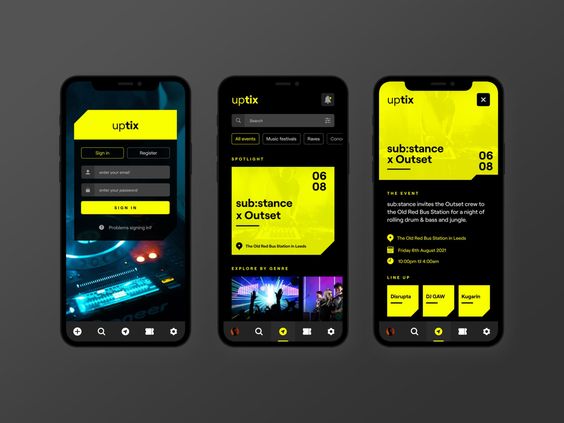 uptix
Sign in
Register
enter your email
enter your password
SIGN IN
Problems signing in?
uptix
Search
All events
Music festivals
Raves
Conc
SPOTLIGHT
sub:stance
x Outset
06
08
The Old Red Bus Station in Leeds
EXPLORE BY GENRE
uptix
sub:stance
x Outset
06
08
THE EVENT
sub:stance invites the Outset crew to
the Old Red Bus Station for a night of
rolling drum & bass and jungle.
The Old Red Bus Station in Leeds
Friday 6th August 2021
10:00pm til 4:00am
LINE UP
Disrupta
DJ GAW
Kugarin